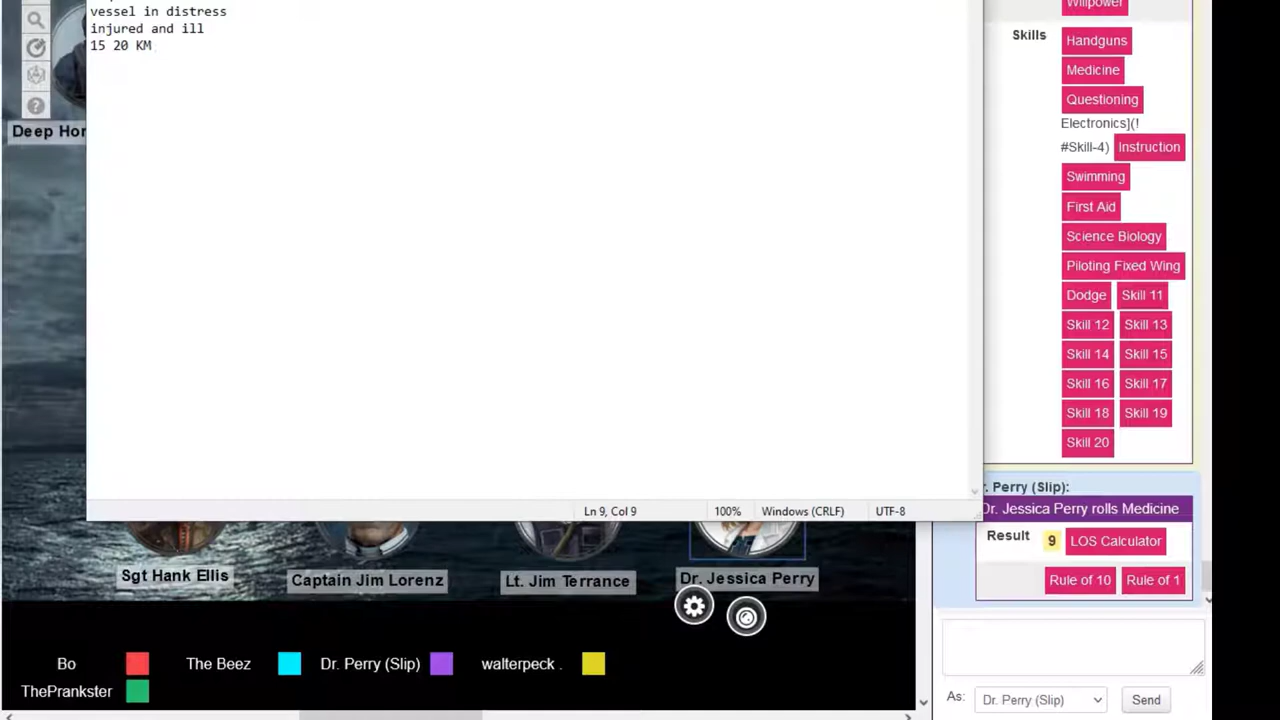 vessel in distress
injured and ill
15 20 KM
Deep Hor
Ln 9, Col 9
100%
Windows (CRLF)
UTF-8
Sgt Hank Ellis
Captain Jim Lorenz
Lt. Jim Terrance
Dr. Jessica Perry
Bo
The Beez
Dr. Perry (Slip)
walterpeck .
ThePrankster
Willpower
Skills
Handguns
Medicine
Questioning
Electronics](!
#Skill-4) Instruction
Swimming
First Aid
Science Biology
Piloting Fixed Wing
Dodge Skill 11
Skill 12 Skill 13
Skill 14 Skill 15
Skill 16 Skill 17
Skill 18 Skill 19
Skill 20
r. Perry (Slip):
Dr. Jessica Perry rolls Medicine
Result 9 LOS Calculator
Rule of 10 Rule of 1
As: Dr. Perry (Slip) Send